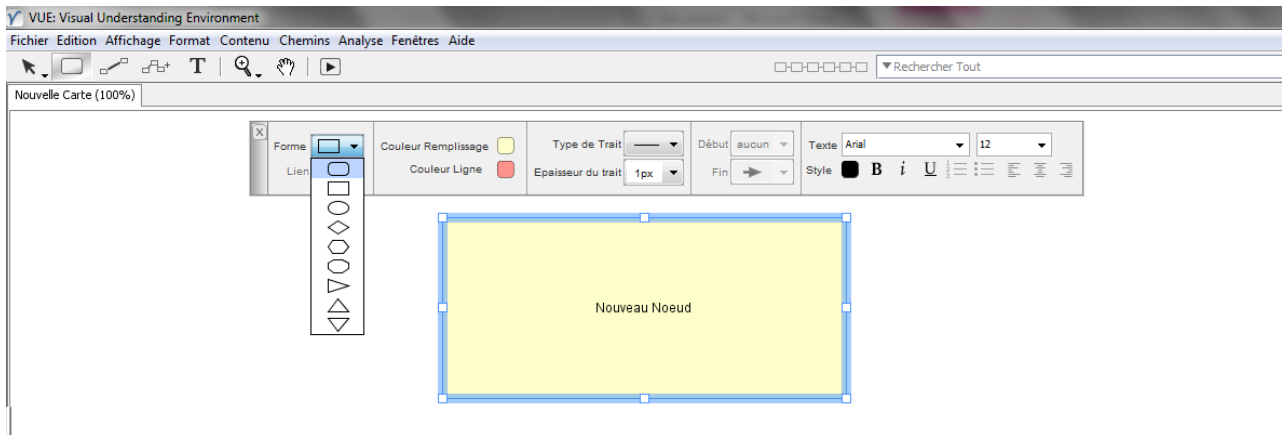 VUE: Visual Understanding Environment
Fichier Edition Affichage Format Contenu Chemins Analyse Fenêtres Aide
T
Rechercher Tout
Nouvelle Carte (100%)
X
Forme Couleur Remplissage Type de Trait Début aucun Texte Arial 12
Lien Couleur Ligne Epaisseur du trait 1px Fin Style B i U
Nouveau Noeud